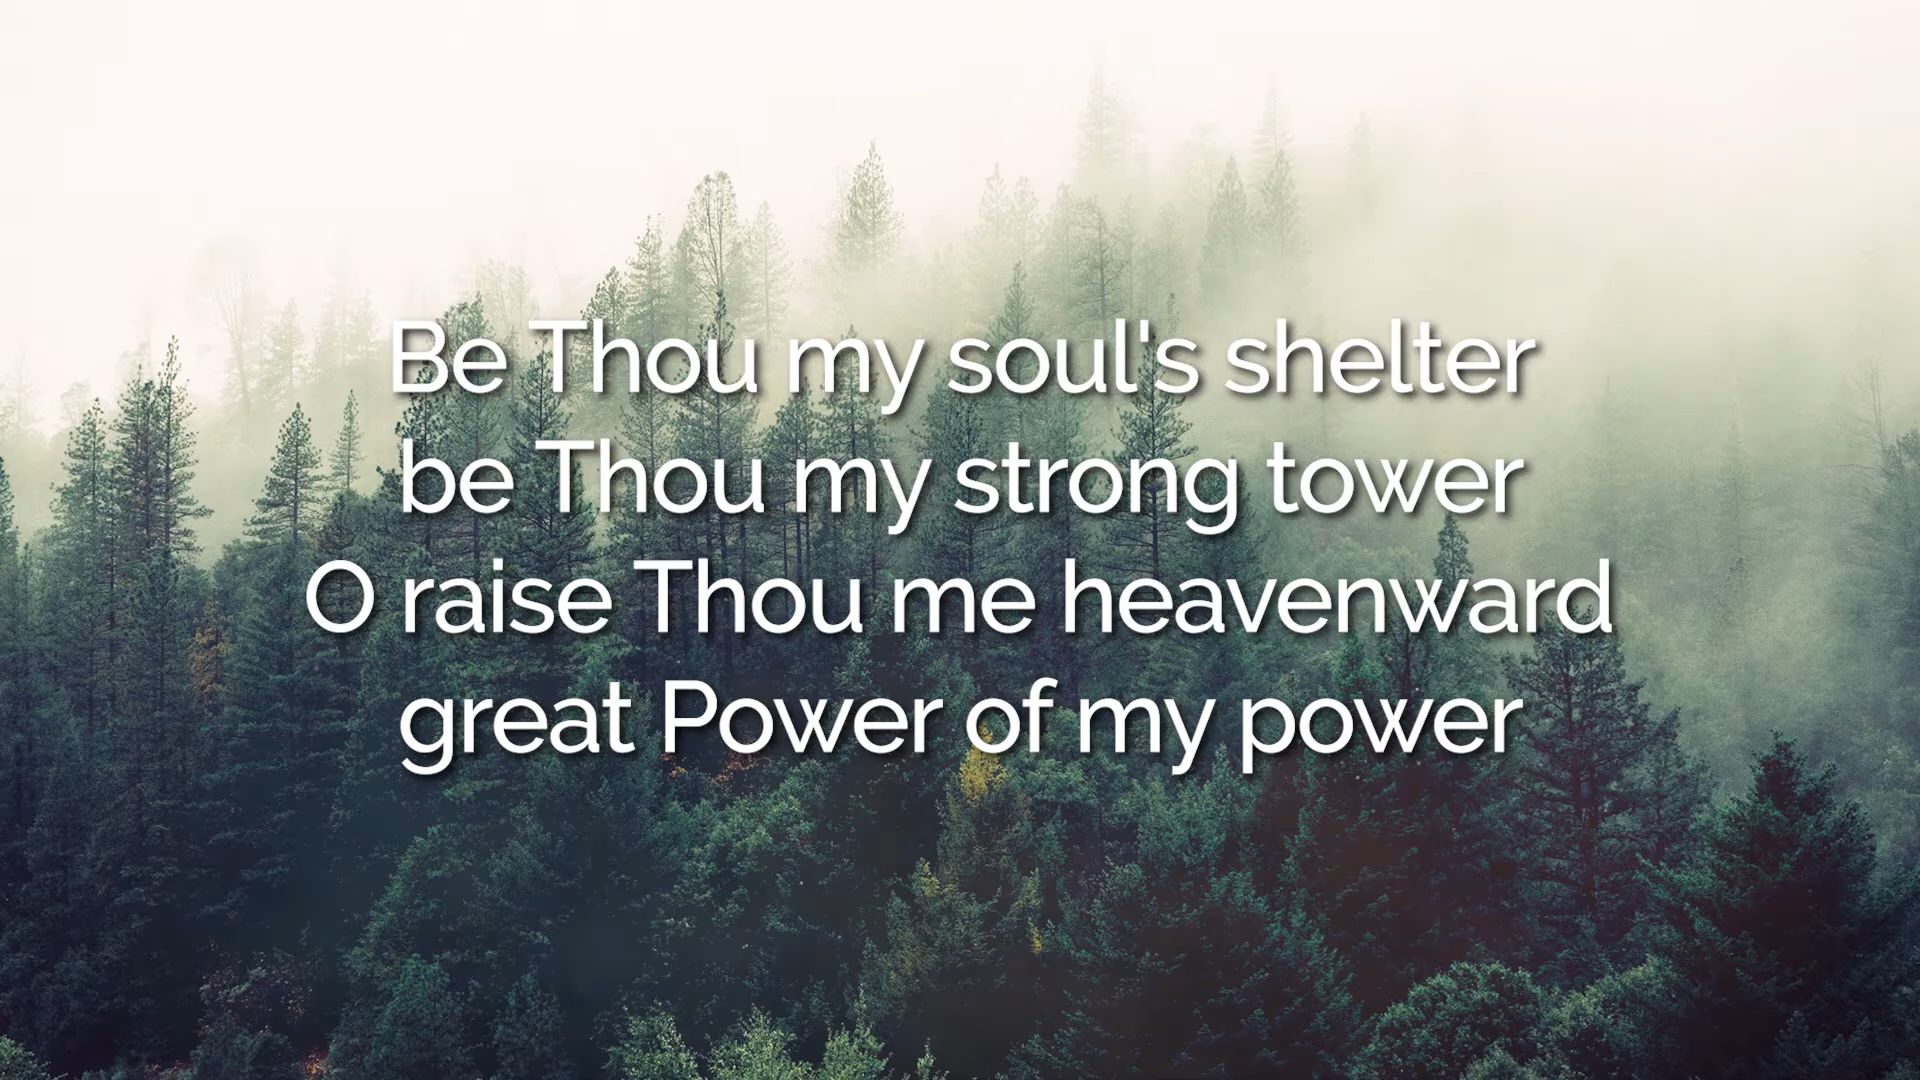 Be Thou my soul's shelter
be Thou my strong tower
O raise Thou me heavenward
great Power of my power